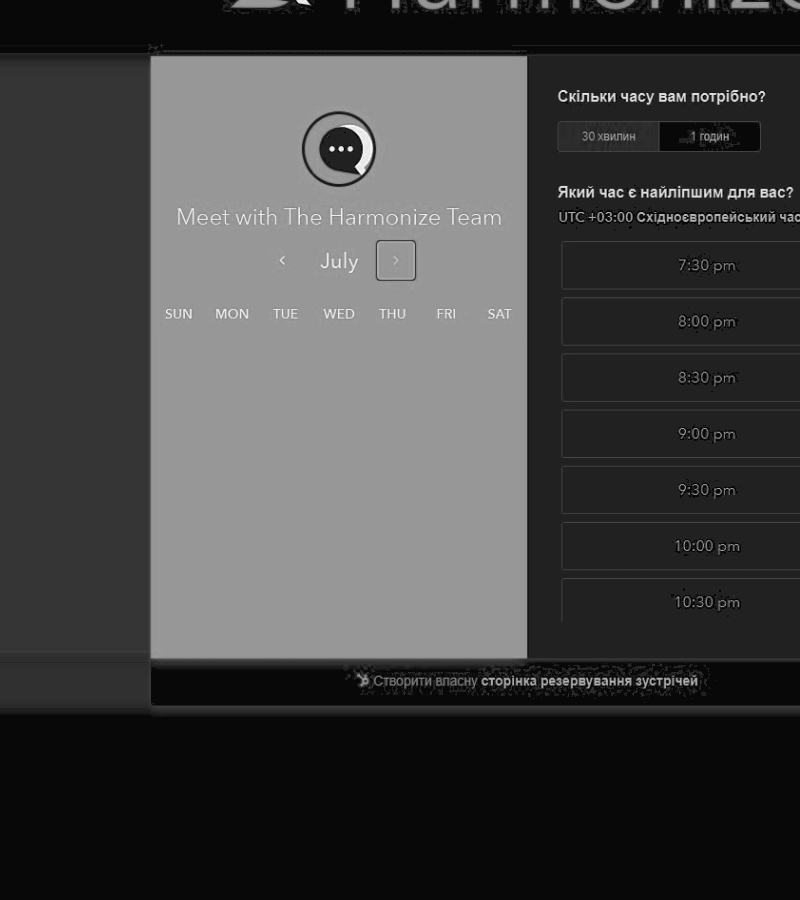 Harmonize
Meet with The Harmonize Team
July
SUN MON TUE WED THU FRI SAT
Скільки часу вам потрібно?
30 хвилин 1 годин
Який час є найліпшим для вас?
UTC +03:00 Східноєвропейський час
7:30 pm
8:00 pm
8:30 pm
9:00 pm
9:30 pm
10:00 pm
10:30 pm
Створити власну сторінка резервування зустрічей